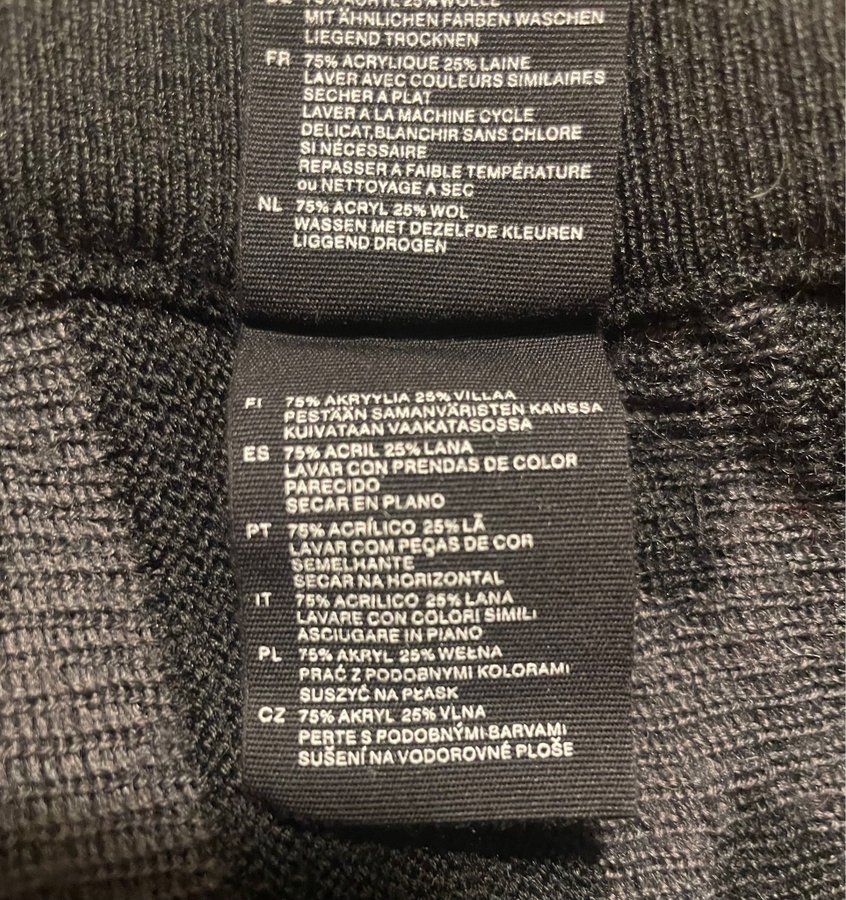 75% ACRYL 25% WOLLE
MIT ÄHNLICHEN FARBEN WASCHEN
LIEGEND TROCKNEN
FR 75% ACRYLIQUE 25% LAINE
LAVER AVEC COULEURS SIMILAIRES
SECHER A PLAT
LAVER A LA MACHINE CYCLE
DELICAT,BLANCHIR SANS CHLORE
SI NÉCESSAIRE
REPASSER A FAIBLE TEMPÉRATURE
ou NETTOYAGE A SEC
NL 75% ACRYL 25% WOL
WASSEN MET DEZELFDE KLEUREN
LIGGEND DROGEN
FI 75% AKRYYLIA 25% VILLAA
PESTÄÄN SAMANVÄRISTEN KANSSA
KUIVATAAN VAAKATASOSSA
ES 75% ACRIL 25% LANA
LAVAR CON PRENDAS DE COLOR
PARECIDO
SECAR EN PLANO
PT 75% ACRÍLICO 25% LÃ
LAVAR COM PEÇAS DE COR
SEMELHANTE
SECAR NA HORIZONTAL
IT 75% ACRILICO 25% LANA
LAVARE CON COLORI SIMILI
ASCIUGARE IN PIANO
PL 75% AKRYL 25% WEŁNA
PRAĆ Z PODOBNYMI KOLORAMI
SUSZYĆ NA PŁASK
CZ 75% AKRYL 25% VLNA
PERTE S PODOBNÝMI BARVAMI
SUŠENÍ NA VODOROVNÉ PLOŠE